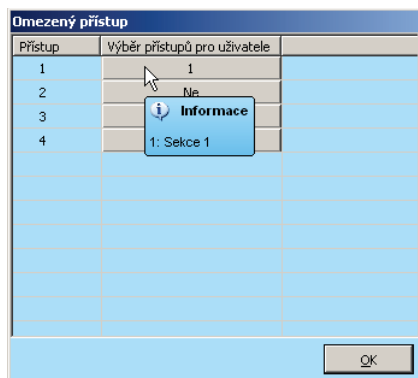 Omezený přístup
Přístup Výběr přístupů pro uživatele
1 1
2 Ne
3
4
Informace
1: Sekce 1
OK